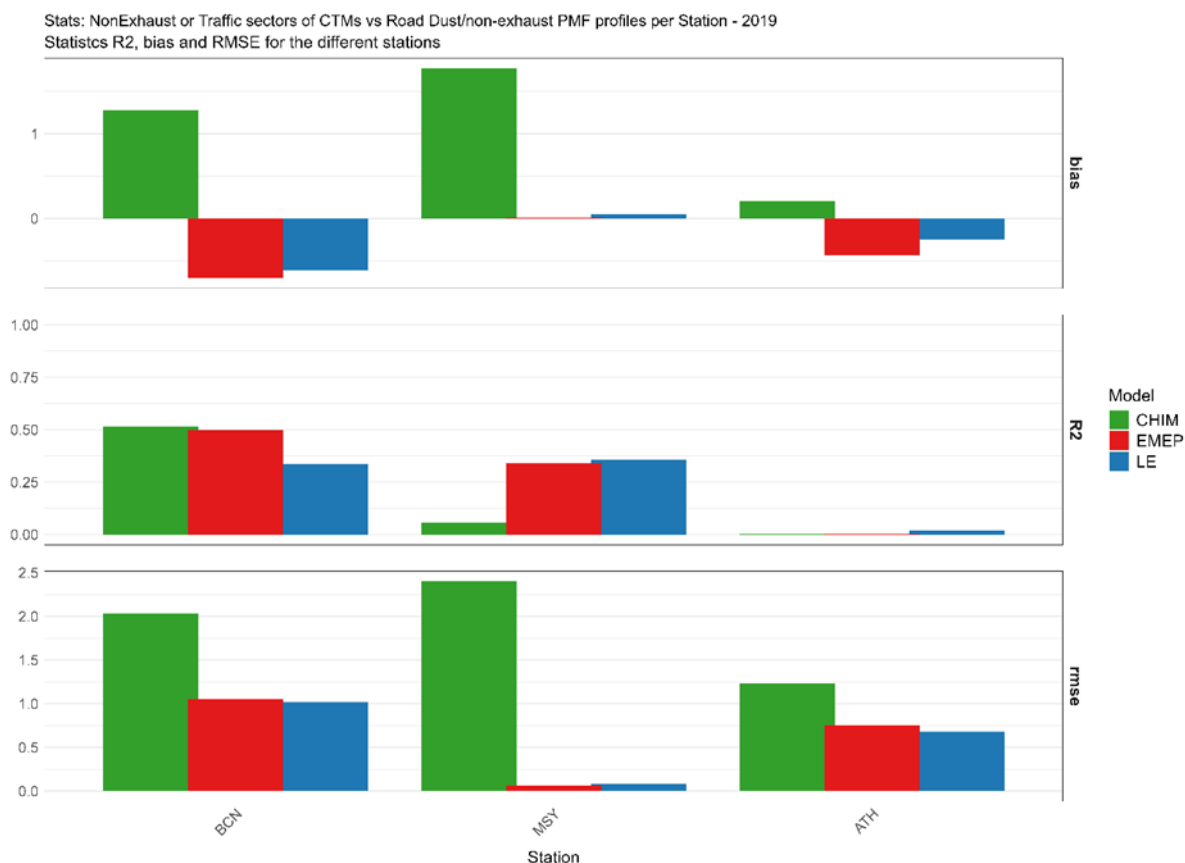 Stats: NonExhaust or Traffic sectors of CTMs vs Road Dust/non-exhaust PMF profiles per Station - 2019
Statistcs R2, bias and RMSE for the different stations
1
0
bias
1.00
0.75
0.50
0.25
0.00
R2
2.5
2.0
1.5
1.0
0.5
0.0
rmse
BCN
MSY
ATH
Station
Model
CHIM
EMEP
LE